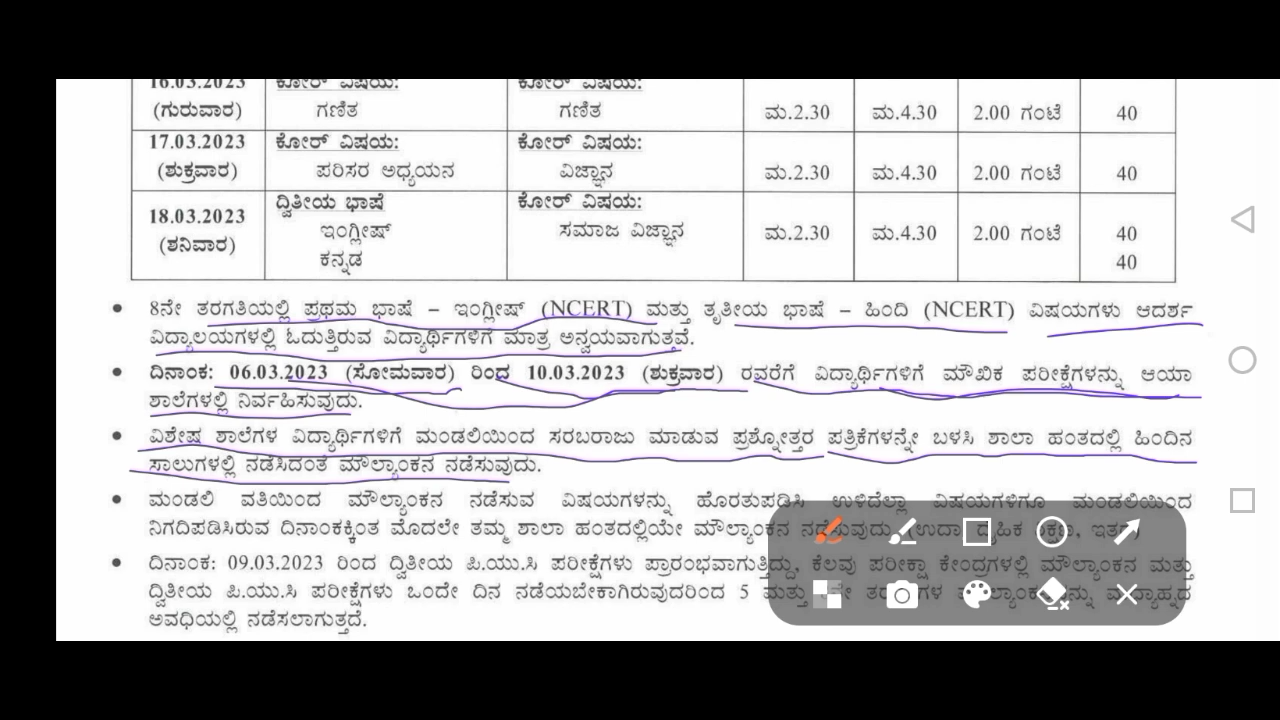 16.03.2023 ಕೋರ್ ವಿಷಯ: ಕೋರ್ ವಿಷಯ:
(ಗುರುವಾರ) ಗಣಿತ ಗಣಿತ ಮ.2.30 ಮ.4.30 2.00 ಗಂಟೆ 40
17.03.2023 ಕೋರ್ ವಿಷಯ: ಕೋರ್ ವಿಷಯ:
(ಶುಕ್ರವಾರ) ಪರಿಸರ ಅಧ್ಯಯನ ವಿಜ್ಞಾನ ಮ.2.30 ಮ.4.30 2.00 ಗಂಟೆ 40
18.03.2023 ದ್ವಿತೀಯ ಭಾಷೆ ಕೋರ್ ವಿಷಯ:
(ಶನಿವಾರ) ಇಂಗ್ಲೀಷ್ ಸಮಾಜ ವಿಜ್ಞಾನ ಮ.2.30 ಮ.4.30 2.00 ಗಂಟೆ 40
ಕನ್ನಡ 40
• 8ನೇ ತರಗತಿಯಲ್ಲಿ ಪ್ರಥಮ ಭಾಷೆ – ಇಂಗ್ಲೀಷ್ (NCERT) ಮತ್ತು ತೃತೀಯ ಭಾಷೆ – ಹಿಂದಿ (NCERT) ವಿಷಯಗಳು ಆದರ್ಶ
ವಿದ್ಯಾಲಯಗಳಲ್ಲಿ ಓದುತ್ತಿರುವ ವಿದ್ಯಾರ್ಥಿಗಳಿಗೆ ಮಾತ್ರ ಅನ್ವಯವಾಗುತ್ತವೆ.
• ದಿನಾಂಕ: 06.03.2023 (ಸೋಮವಾರ) ರಿಂದ 10.03.2023 (ಶುಕ್ರವಾರ) ರವರೆಗೆ ವಿದ್ಯಾರ್ಥಿಗಳಿಗೆ ಮೌಖಿಕ ಪರೀಕ್ಷೆಗಳನ್ನು ಆಯಾ
ಶಾಲೆಗಳಲ್ಲಿ ನಿರ್ವಹಿಸುವುದು.
• ವಿಶೇಷ ಶಾಲೆಗಳ ವಿದ್ಯಾರ್ಥಿಗಳಿಗೆ ಮಂಡಲಿಯಿಂದ ಸರಬರಾಜು ಮಾಡುವ ಪ್ರಶ್ನೋತ್ತರ ಪತ್ರಿಕೆಗಳನ್ನೇ ಬಳಸಿ ಶಾಲಾ ಹಂತದಲ್ಲಿ ಹಿಂದಿನ
ಸಾಲುಗಳಲ್ಲಿ ನಡೆಸಿದಂತೆ ಮೌಲ್ಯಾಂಕನ ನಡೆಸುವುದು.
• ಮಂಡಲಿ ವತಿಯಿಂದ ಮೌಲ್ಯಾಂಕನ ನಡೆಸುವ ವಿಷಯಗಳನ್ನು ಹೊರತುಪಡಿಸಿ ಉಳಿದೆಲ್ಲಾ ವಿಷಯಗಳಿಗೂ ಮಂಡಲಿಯಿಂದ
ನಿಗದಿಪಡಿಸಿರುವ ದಿನಾಂಕಕ್ಕಿಂತ ಮೊದಲೇ ತಮ್ಮ ಶಾಲಾ ಹಂತದಲ್ಲಿಯೇ ಮೌಲ್ಯಾಂಕನ ನಡೆಸುವುದು
• ದಿನಾಂಕ: 09.03.2023 ರಿಂದ ದ್ವಿತೀಯ ಪಿ.ಯು.ಸಿ ಪರೀಕ್ಷೆಗಳು ಪ್ರಾರಂಭವಾಗುತ್ತಿದ್ದು, ಕೆಲವು ಪರೀಕ್ಷಾ ಕೇಂದ್ರಗಳಲ್ಲಿ ಮೌಲ್ಯಾಂಕನ ಮತ್ತು
ದ್ವಿತೀಯ ಪಿ.ಯು.ಸಿ ಪರೀಕ್ಷೆಗಳು ಒಂದೇ ದಿನ ನಡೆಯಬೇಕಾಗಿರುವುದರಿಂದ 5 ಮತ್ತು
ಅವಧಿಯಲ್ಲಿ ನಡೆಸಲಾಗುತ್ತದೆ.